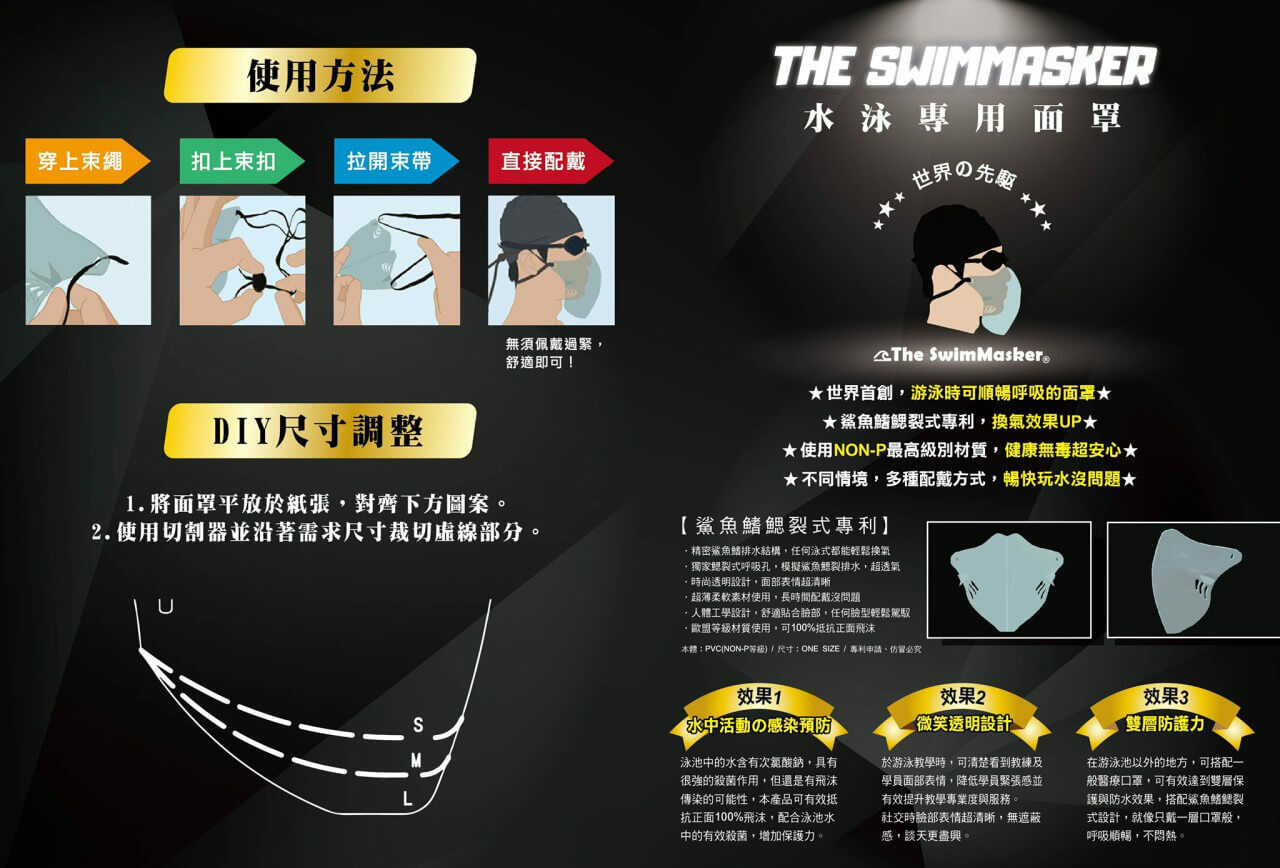 使用方法
穿上束繩
扣上束扣
拉開束帶
直接配戴
無須佩戴過緊，
舒適即可！
DIY尺寸調整
1.將面罩平放於紙張，對齊下方圖案。
2.使用切割器並沿著需求尺寸裁切虛線部分。
S
M
L
THE SWIMMASKER
水泳專用面罩
世界の先駆
The SwimMasker®
★世界首創，游泳時可順暢呼吸的面罩★
★鯊魚鰭鰓裂式專利，換氣效果UP★
★使用NON-P最高級別材質，健康無毒超安心★
★不同情境，多種配戴方式，暢快玩水沒問題★
【鯊魚鰭鰓裂式專利】
·精密鯊魚鰭排水結構，任何泳式都能輕鬆換氣
·獨家鰓裂式呼吸孔，模擬鯊魚鰓裂排水，超透氣
·時尚透明設計，面部表情超清晰
·超薄柔軟素材使用，長時間配戴沒問題
·人體工學設計，舒適貼合臉部，任何臉型輕鬆駕馭
·歐盟等級材質使用，可100%抵抗正面飛沫
本體：PVC(NON-P等級) / 尺寸：ONE SIZE / 專利申請、仿冒必究
效果1
水中活動の感染預防
泳池中的水含有次氯酸鈉，具有
很強的殺菌作用，但還是有飛沫
傳染的可能性，本產品可有效抵
抗正面100%飛沫，配合泳池水
中的有效殺菌，增加保護力。
效果2
微笑透明設計
於游泳教學時，可清楚看到教練及
學員面部表情，降低學員緊張感並
有效提升教學專業度與服務。
社交時臉部表情超清晰，無遮蔽
感，談天更盡興。
效果3
雙層防護力
在游泳池以外的地方，可搭配一
般醫療口罩，可有效達到雙層保
護與防水效果，搭配鯊魚鰭鰓裂
式設計，就像只戴一層口罩般，
呼吸順暢，不悶熱。